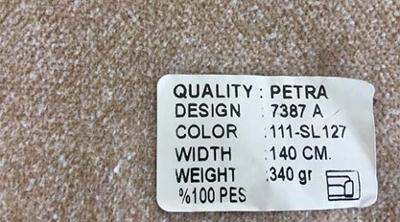 QUALITY : PETRA
DESIGN : 7387 A
COLOR :111-SL127
WIDTH :140 CM.
WEIGHT :340 gr
%100 PES